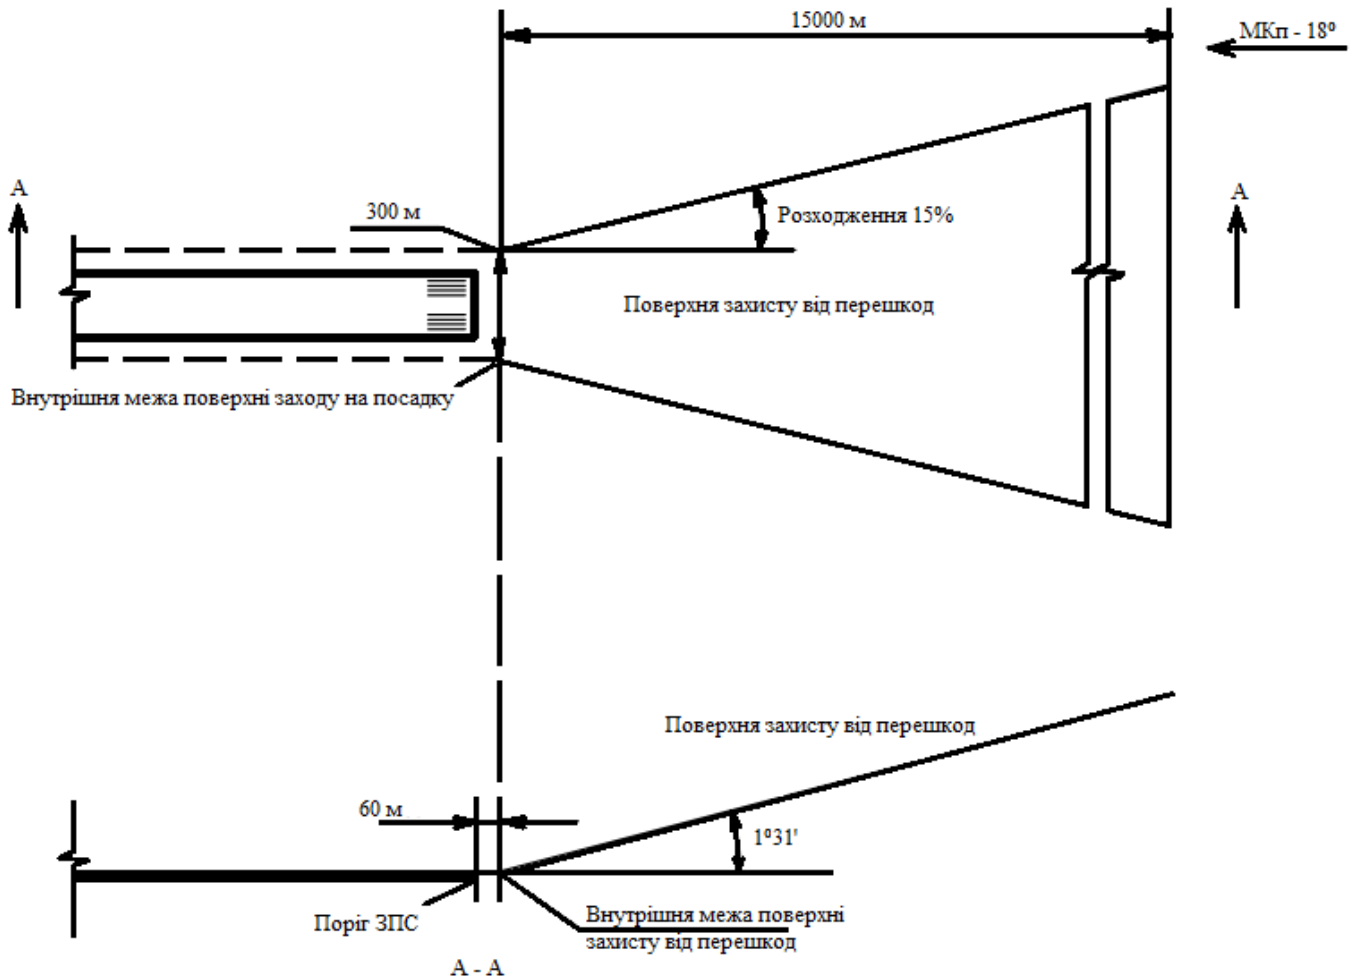 15000 м
МКп - 18º
А
А
300 м
Розходження 15%
Поверхня захисту від перешкод
Внутрішня межа поверхні заходу на посадку
Поверхня захисту від перешкод
60 м
1º31'
Поріг ЗПС
Внутрішня межа поверхні
захисту від перешкод
А - А